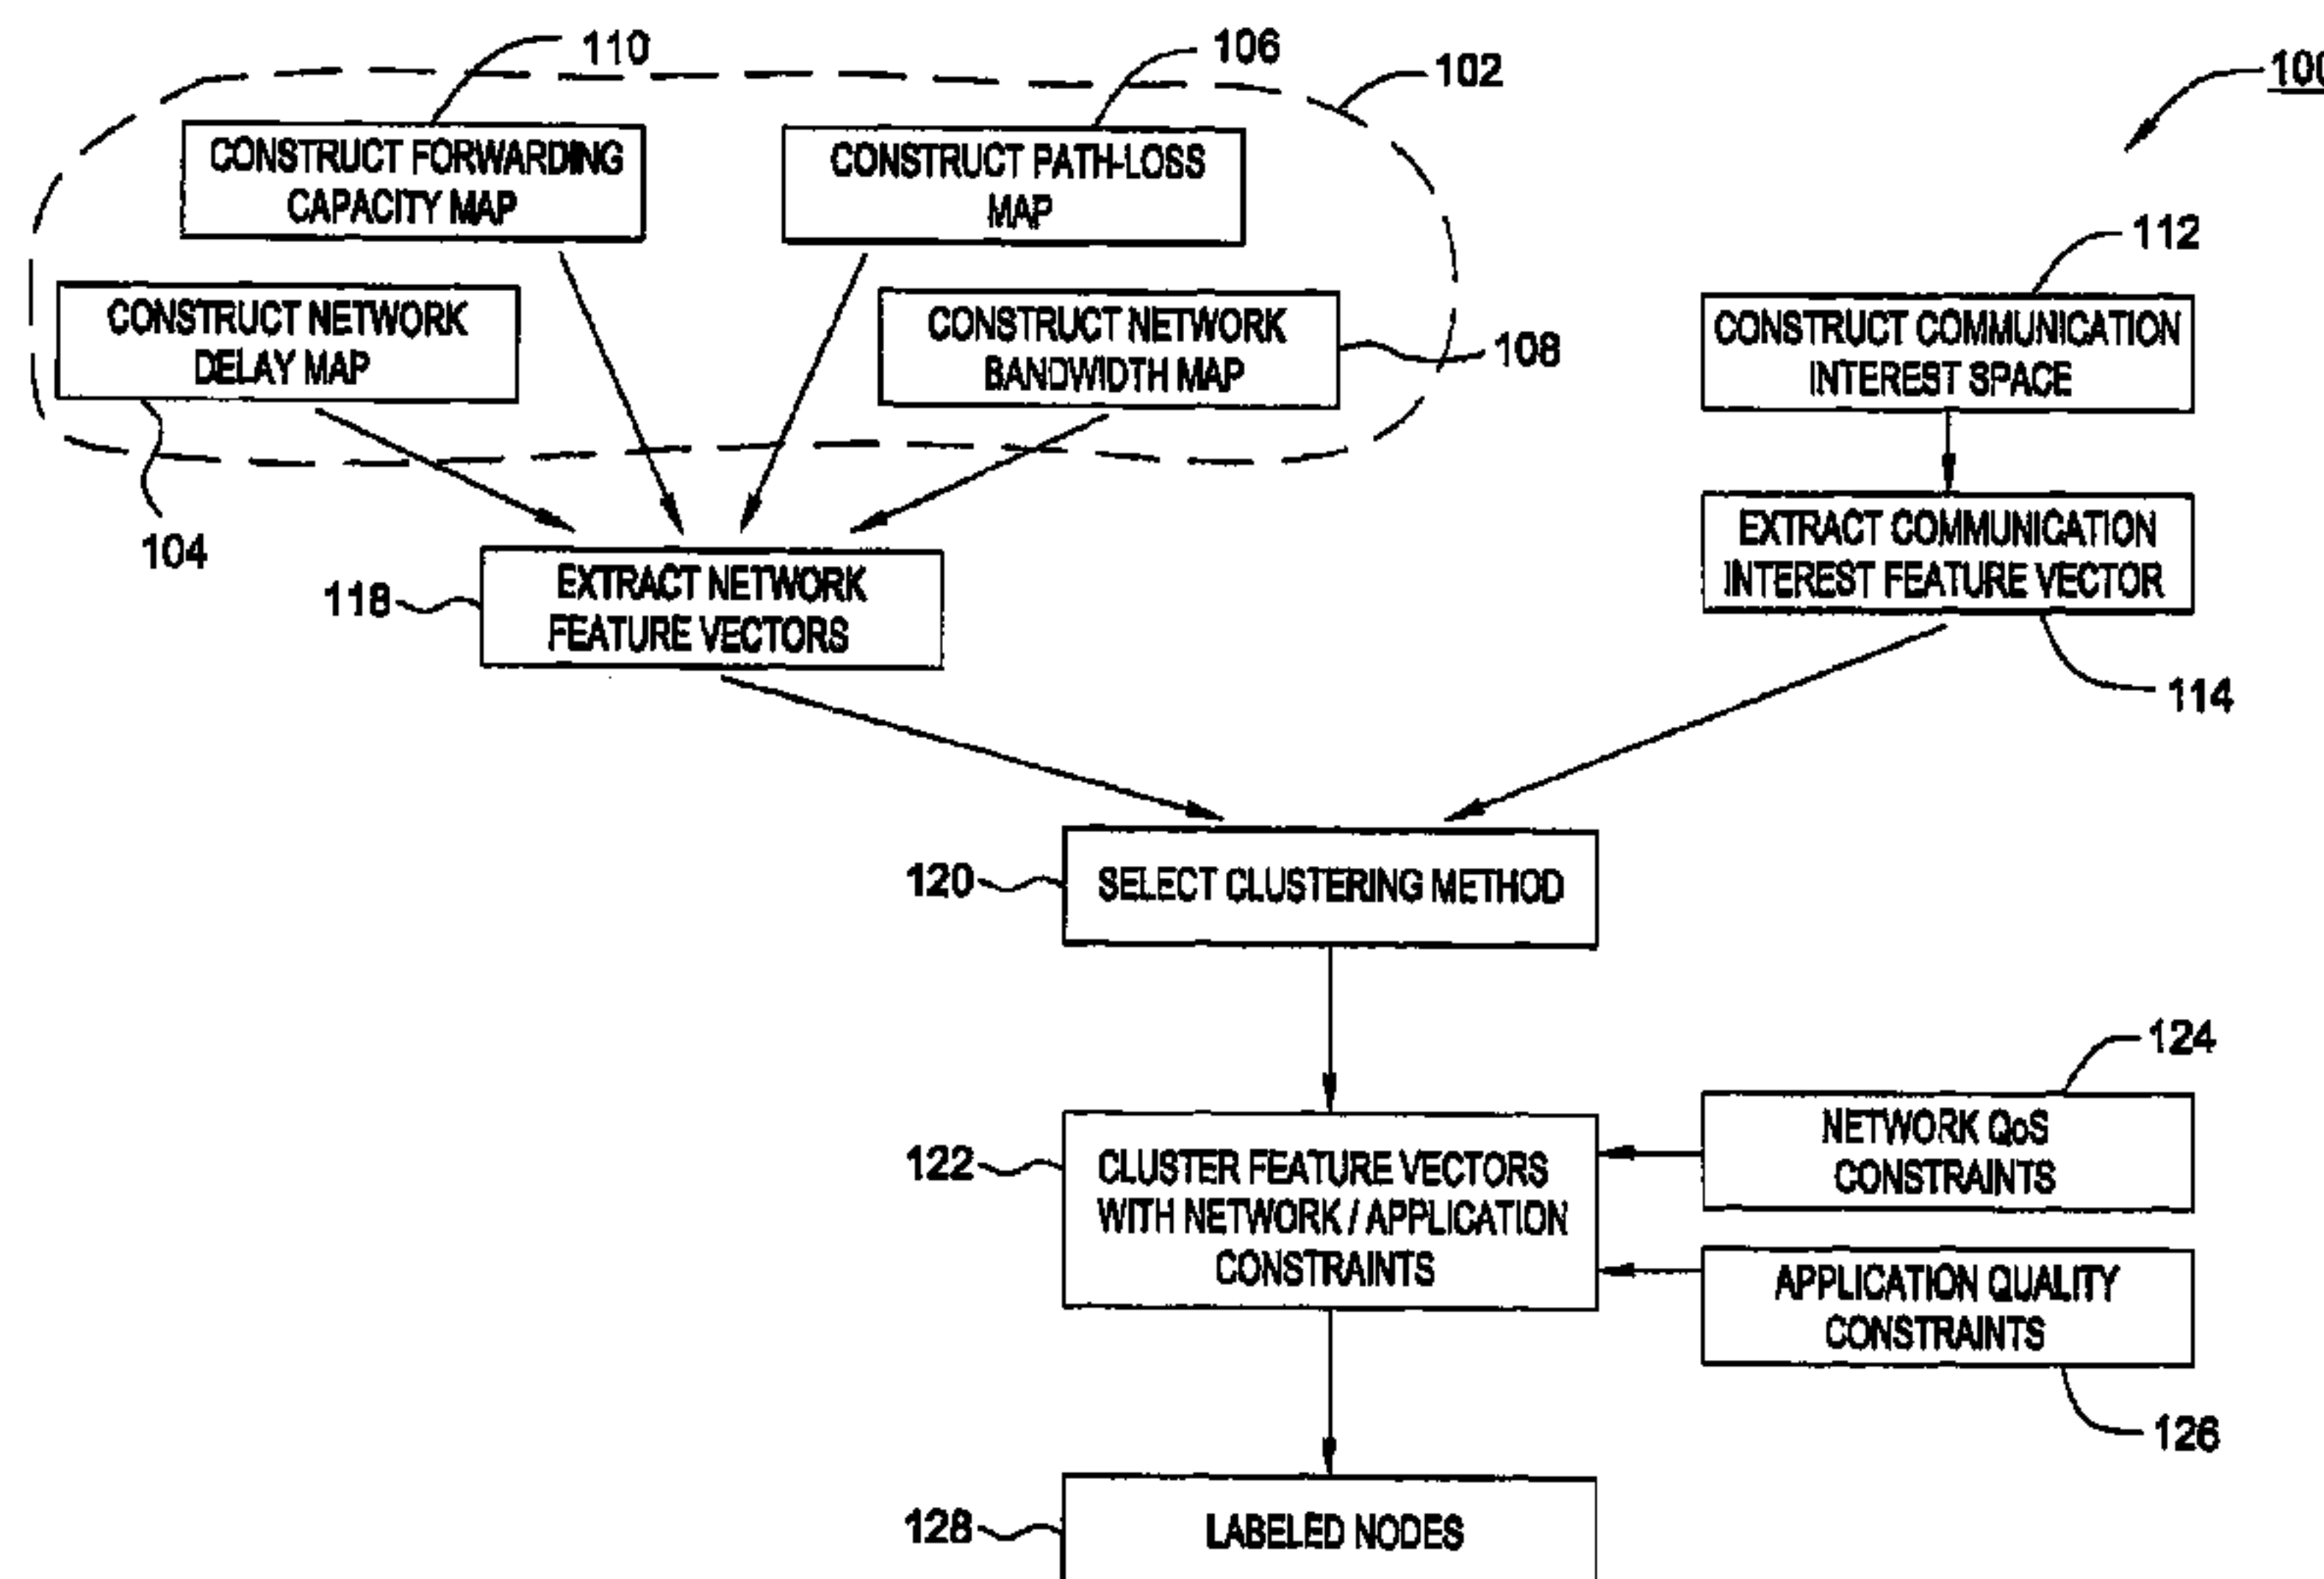 110
106
102
100
CONSTRUCT FORWARDING
CAPACITY MAP
CONSTRUCT PATH-LOSS
MAP
112
CONSTRUCT NETWORK
DELAY MAP
CONSTRUCT NETWORK
BANDWIDTH MAP
108
CONSTRUCT COMMUNICATION
INTEREST SPACE
104
EXTRACT COMMUNICATION
INTEREST FEATURE VECTOR
118
EXTRACT NETWORK
FEATURE VECTORS
114
120
SELECT CLUSTERING METHOD
124
122
CLUSTER FEATURE VECTORS
WITH NETWORK / APPLICATION
CONSTRAINTS
NETWORK QoS
CONSTRAINTS
APPLICATION QUALITY
CONSTRAINTS
126
128
LABELED NODES